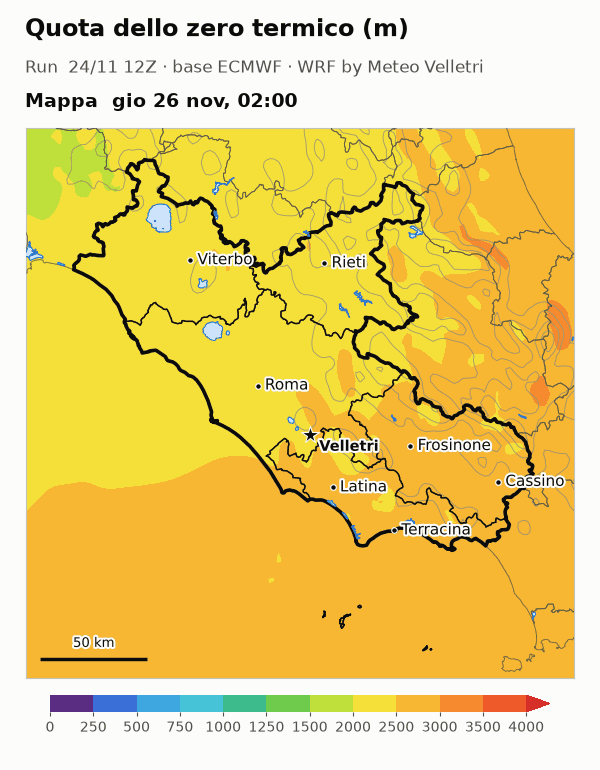 Quota dello zero termico (m)
Run 24/11 12Z · base ECMWF · WRF by Meteo Velletri
Mappa gio 26 nov, 02:00
Viterbo
Rieti
Roma
Velletri
Frosinone
Cassino
Latina
Terracina
50 km
0 250 500 750 1000 1250 1500 2000 2500 3000 3500 4000